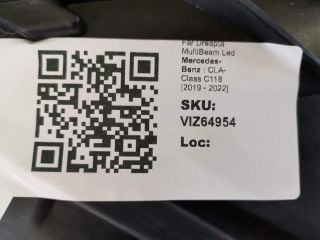 Far Dreapta
MultiBeam Led
Mercedes-
Benz : CLA-
Class C118
[2019 - 2022]
SKU:
VIZ64954
Loc: